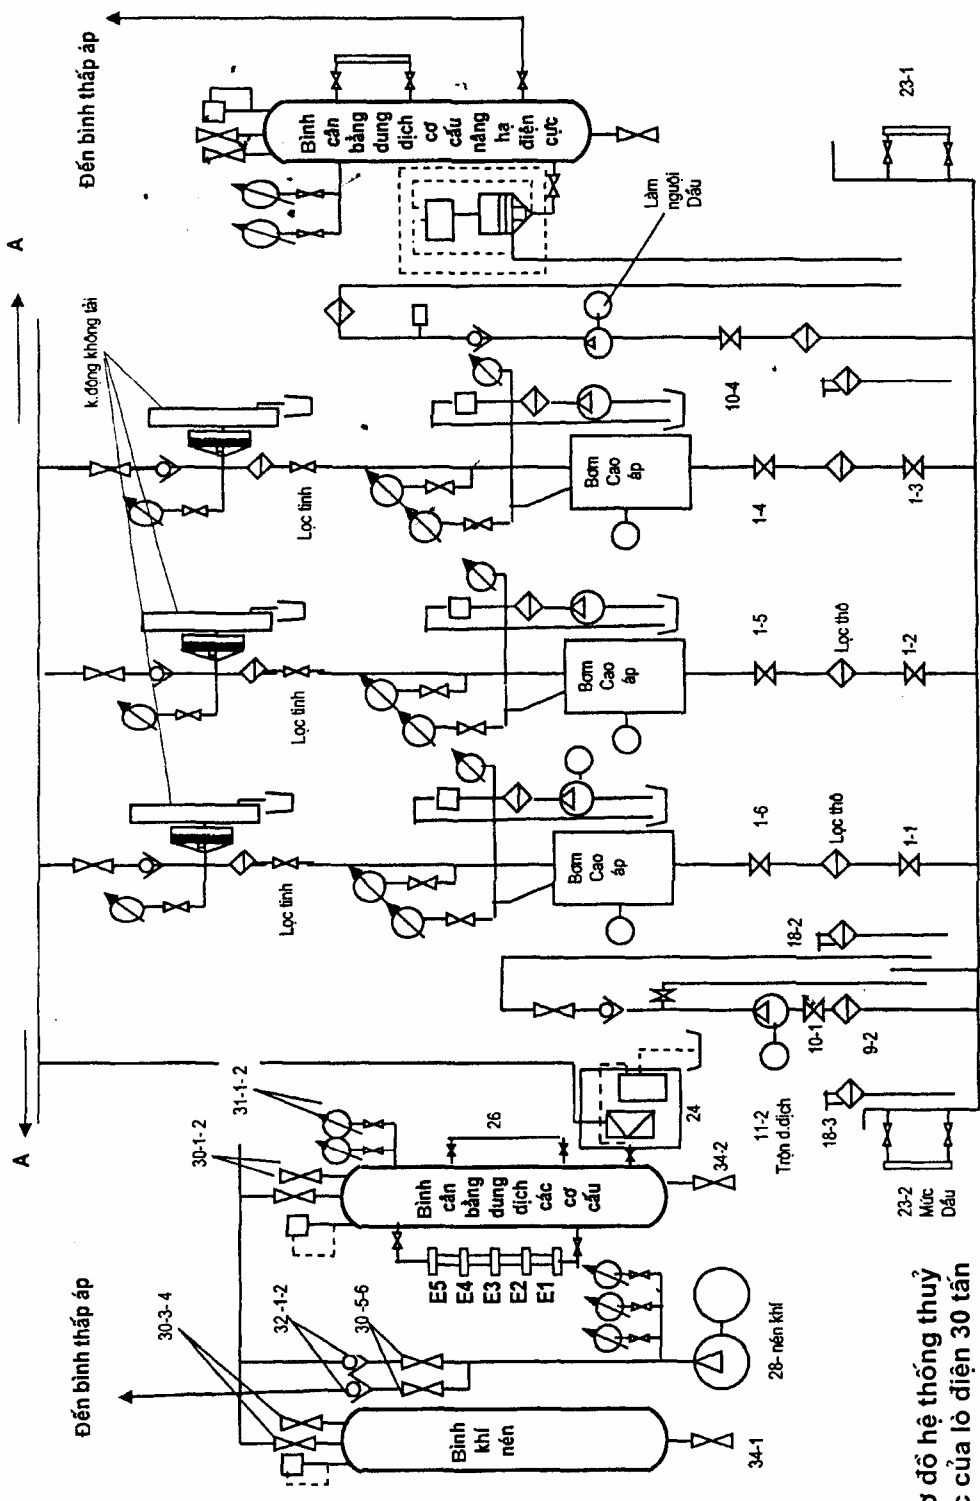 Đến bình thấp áp
Bình
cân
bằng
dung
dịch
cơ
cấu
nâng
hạ
điện
cực
Làm
nguội
Dầu
23-1
A
k.động không tải
Lọc tinh
Bơm
Cao
áp
10-4
1-4
1-3
Lọc tinh
Bơm
Cao
áp
1-5
Lọc thô
1-2
Lọc tinh
Bơm
Cao
áp
1-6
Lọc thô
1-1
18-2
10-1
9-2
11-2
Trộn d.dịch
18-3
23-2
Mức
Dầu
A
31-1-2
30-1-2
26
24
34-2
Bình
cân
bằng
dung
dịch
các
cơ
cấu
E5
E4
E3
E2
E1
Đến bình thấp áp
30-3-4
32-1-2
30-5-6
28- nén khí
Bình
khí
nén
34-1
đồ hệ thống thuỷ
của lò điện 30 tấn